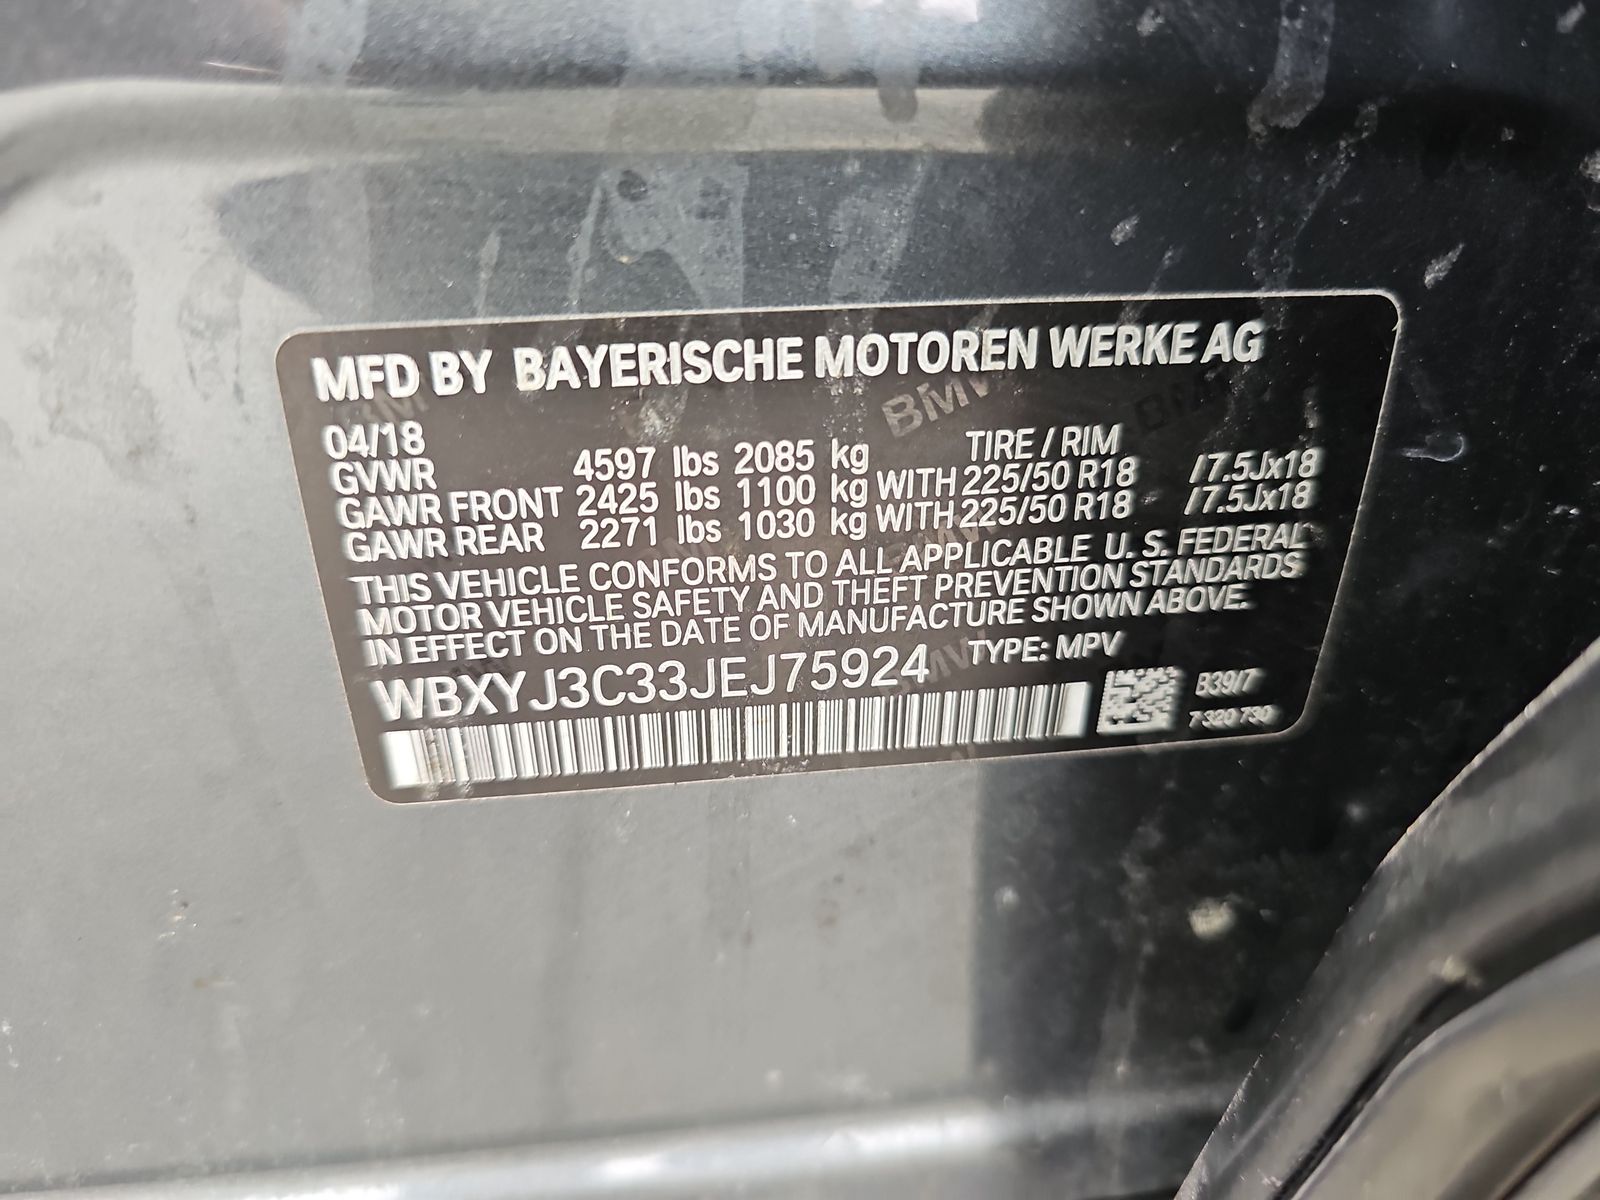 MFD BY BAYERISCHE MOTOREN WERKE AG
04/18 TIRE / RIM
GVWR 4597 lbs 2085 kg
GAWR FRONT 2425 lbs 1100 kg WITH 225/50 R18 / 7.5Jx18
GAWR REAR 2271 lbs 1030 kg WITH 225/50 R18 / 7.5Jx18
THIS VEHICLE CONFORMS TO ALL APPLICABLE U. S. FEDERAL
MOTOR VEHICLE SAFETY AND THEFT PREVENTION STANDARDS
IN EFFECT ON THE DATE OF MANUFACTURE SHOWN ABOVE.
WBXYJ3C33JEJ75924 TYPE: MPV
B39/7
7 320 730